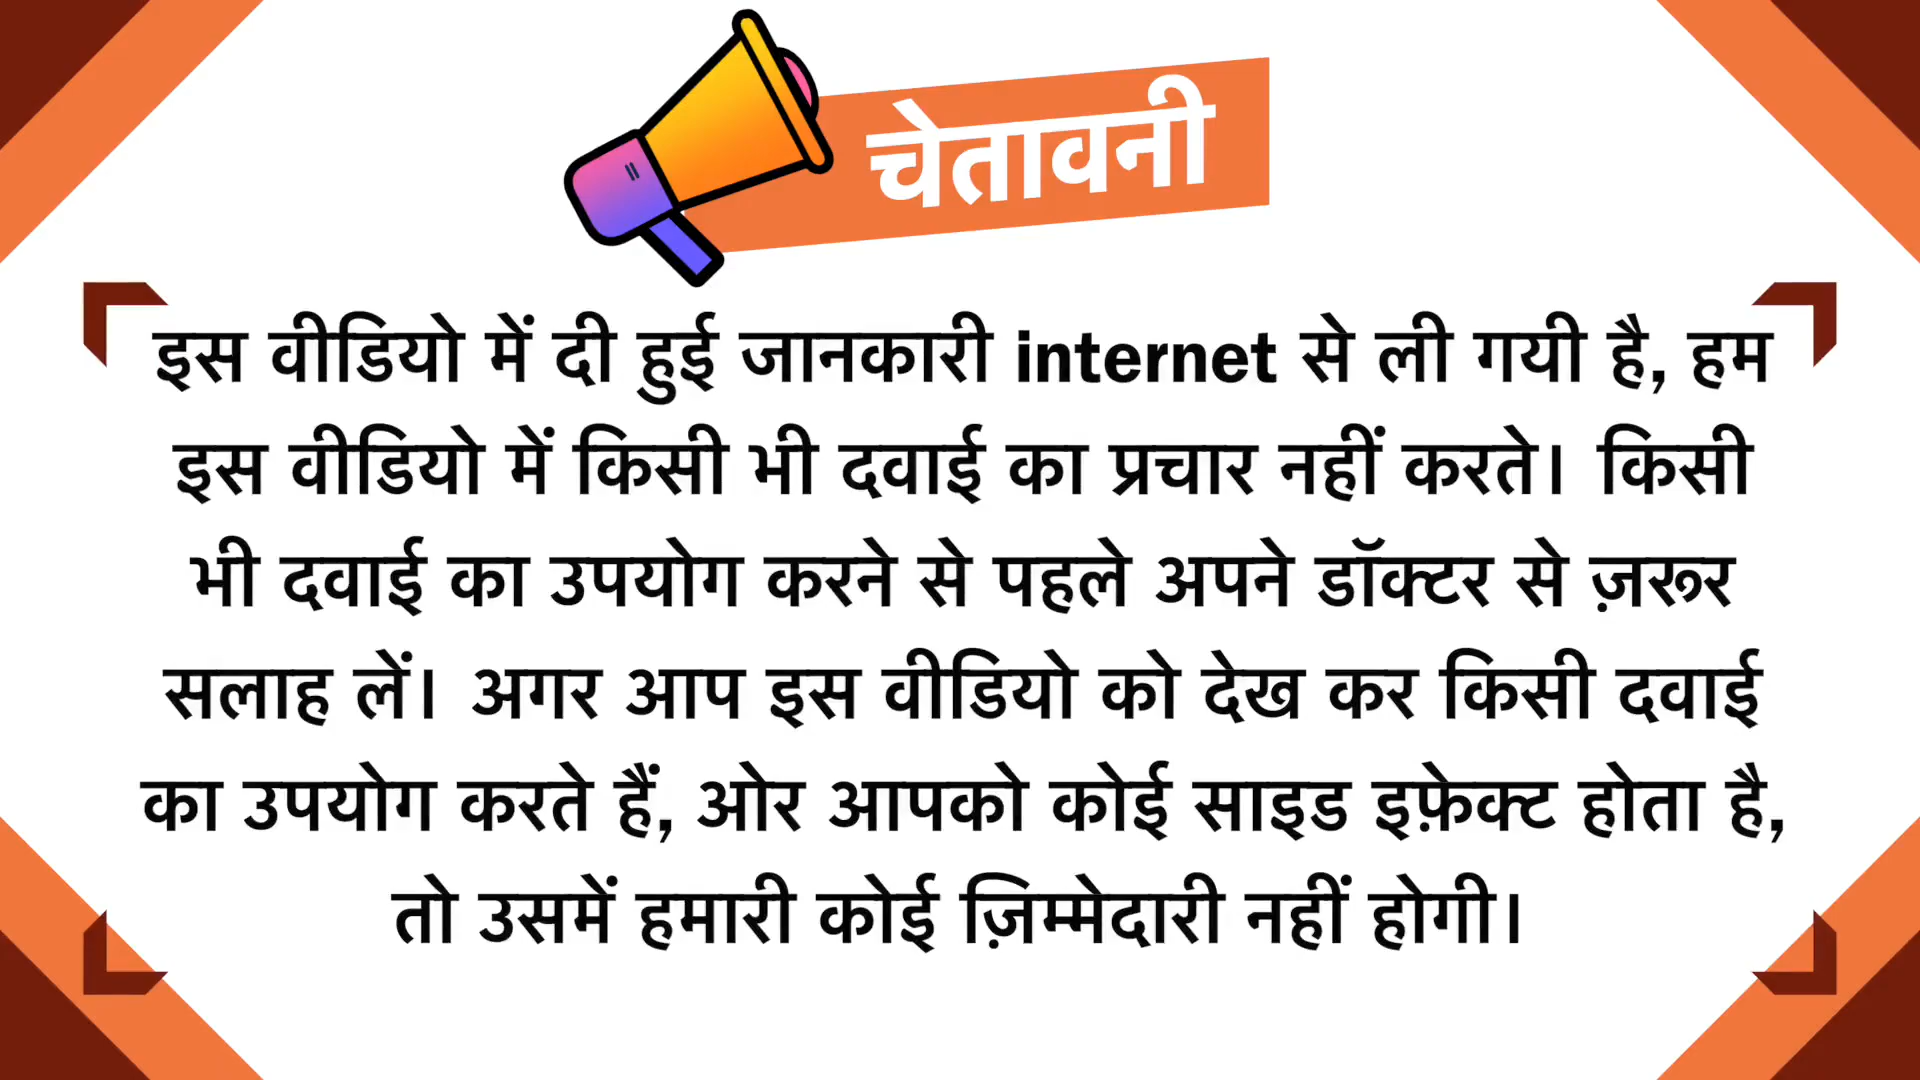 चेतावनी
इस वीडियो में दी हुई जानकारी internet से ली गयी है, हम
इस वीडियो में किसी भी दवाई का प्रचार नहीं करते। किसी
भी दवाई का उपयोग करने से पहले अपने डॉक्टर से ज़रूर
सलाह लें। अगर आप इस वीडियो को देख कर किसी दवाई
का उपयोग करते हैं, ओर आपको कोई साइड इफ़ेक्ट होता है,
तो उसमें हमारी कोई ज़िम्मेदारी नहीं होगी।